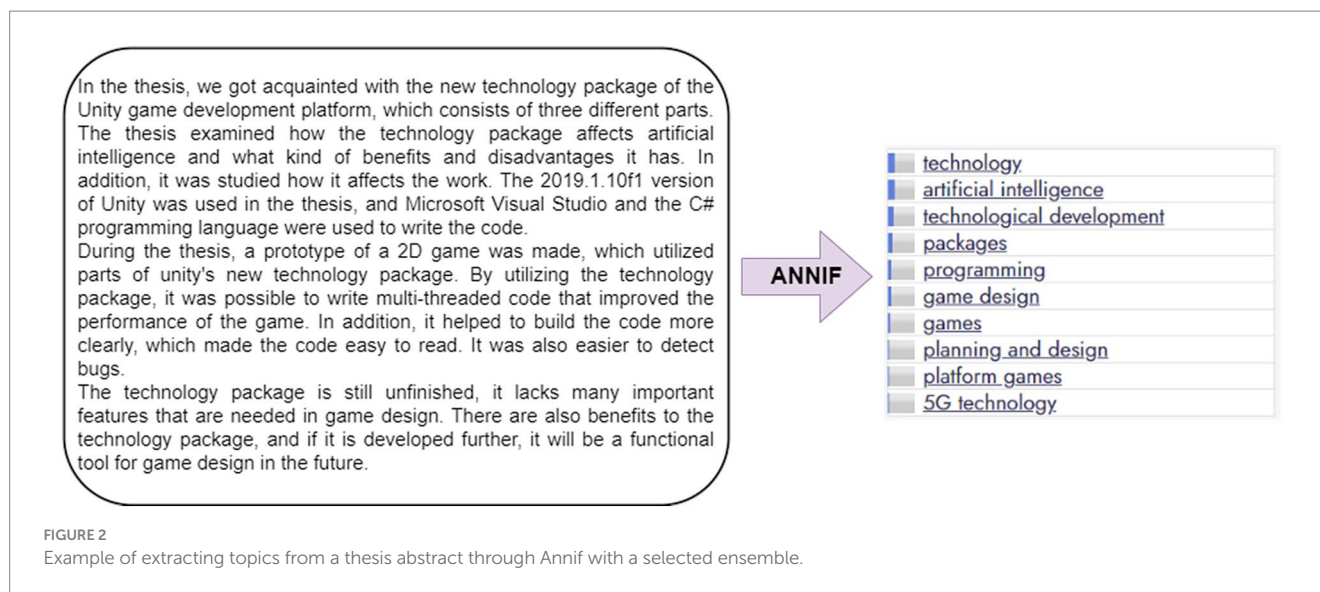 In the thesis, we got acquainted with the new technology package of the
Unity game development platform, which consists of three different parts.
The thesis examined how the technology package affects artificial
intelligence and what kind of benefits and disadvantages it has. In
addition, it was studied how it affects the work. The 2019.1.10f1 version
of Unity was used in the thesis, and Microsoft Visual Studio and the C#
programming language were used to write the code.
During the thesis, a prototype of a 2D game was made, which utilized
parts of unity's new technology package. By utilizing the technology
package, it was possible to write multi-threaded code that improved the
performance of the game. In addition, it helped to build the code more
clearly, which made the code easy to read. It was also easier to detect
bugs.
The technology package is still unfinished, it lacks many important
features that are needed in game design. There are also benefits to the
technology package, and if it is developed further, it will be a functional
tool for game design in the future.
ANNIF
technology
artificial intelligence
technological development
packages
programming
game design
games
planning and design
platform games
5G technology
FIGURE 2
Example of extracting topics from a thesis abstract through Annif with a selected ensemble.